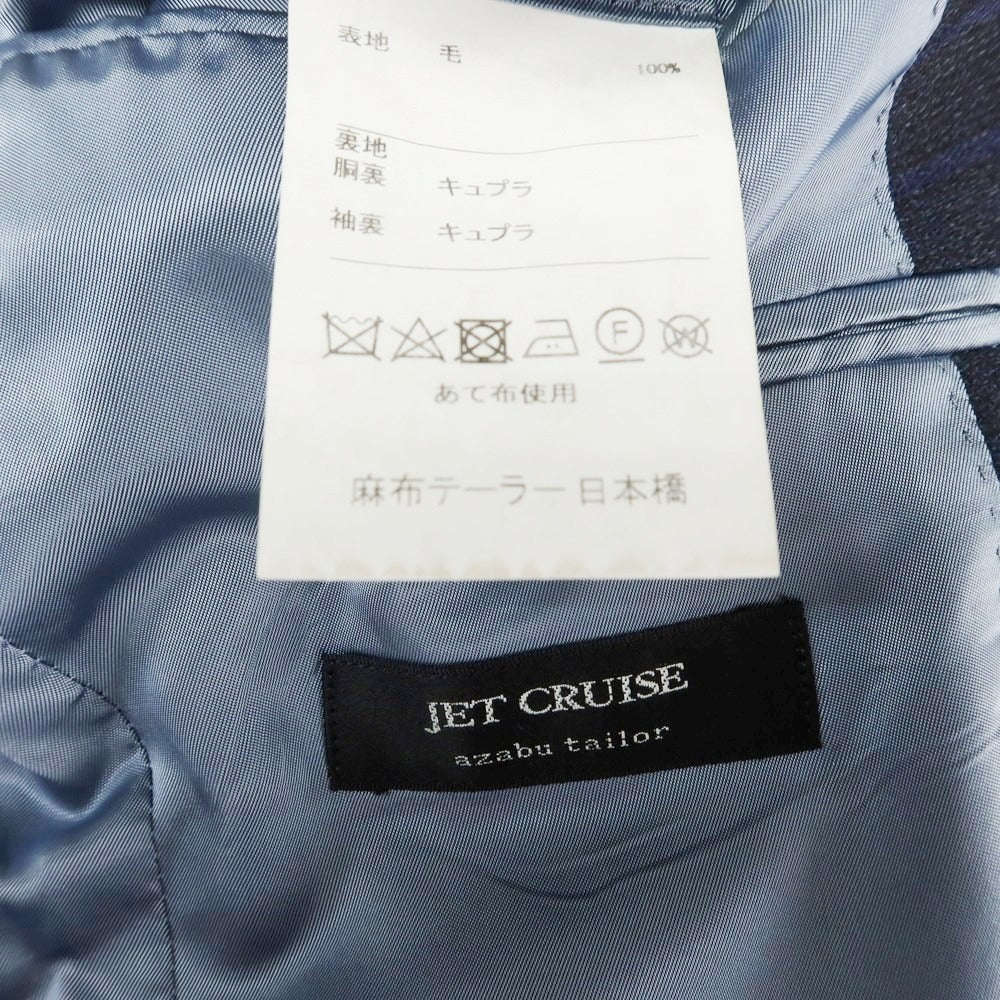 表地 毛 100%
裏地
胴裏 キュプラ
袖裏 キュプラ
F W
あて布使用
麻布テーラー日本橋
JET CRUISE
azabu tailor